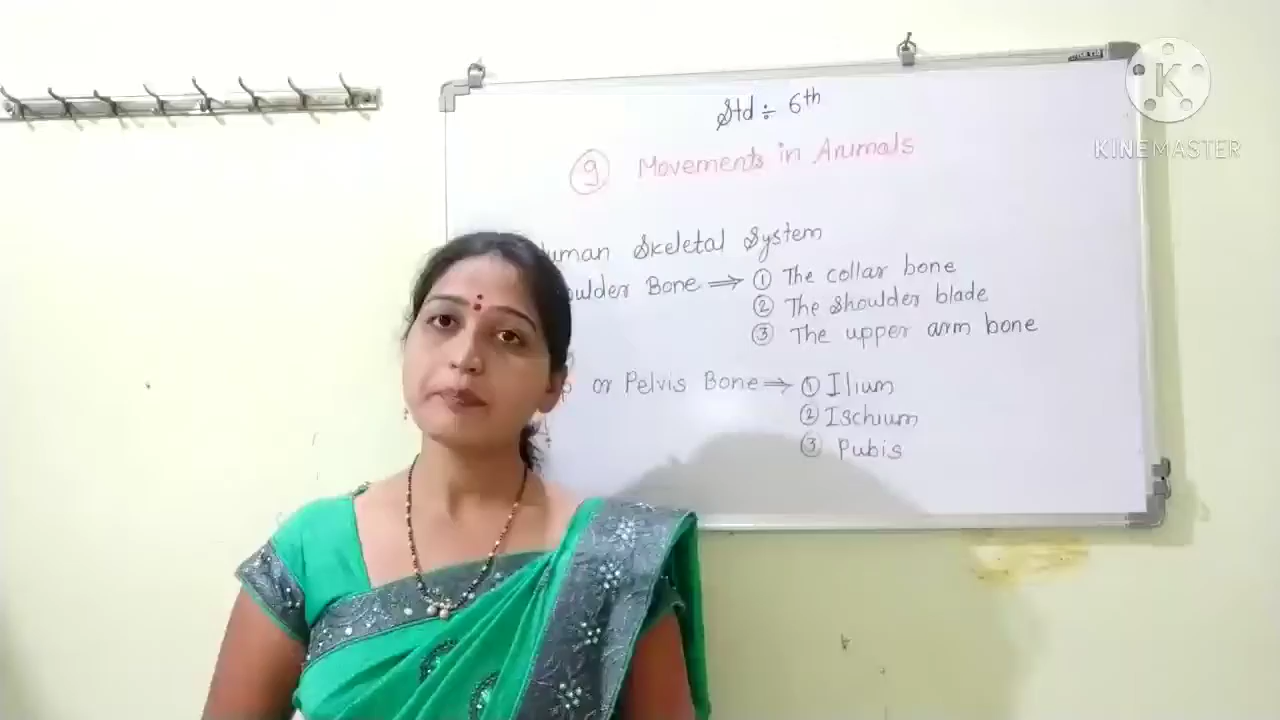 Std ÷ 6th
9 Movements in Animals
uman Skeletal System
oulder Bone ⇒ ① The collar bone
② The shoulder blade
③ The upper arm bone
p or Pelvis Bone ⇒ ① Ilium
② Ischium
③ Pubis
K
KINEMASTER